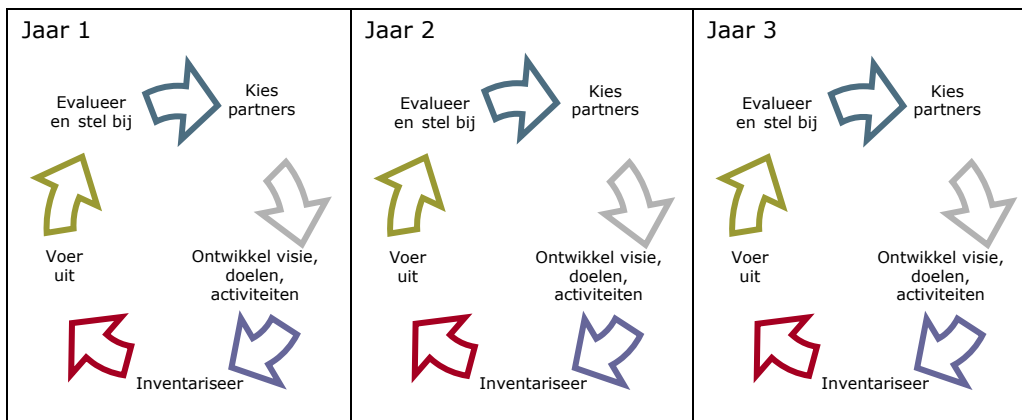 Jaar 1
Evalueer
en stel bij
Kies
partners
Ontwikkel visie,
doelen,
activiteiten
Inventariseer
Voer
uit
Jaar 2
Evalueer
en stel bij
Kies
partners
Ontwikkel visie,
doelen,
activiteiten
Inventariseer
Voer
uit
Jaar 3
Evalueer
en stel bij
Kies
partners
Ontwikkel visie,
doelen,
activiteiten
Inventariseer
Voer
uit